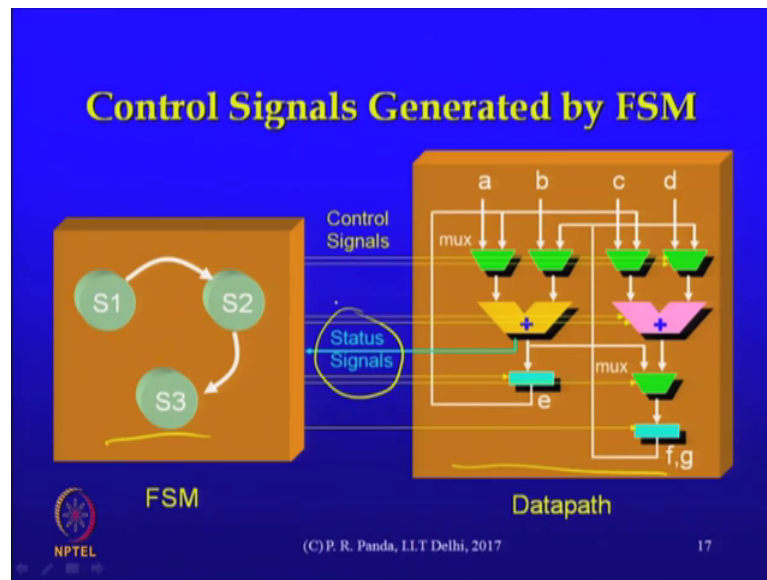 Control Signals Generated by FSM
Control
Signals
S1
S2
S3
Status
Signals
a
b
c
d
mux
+
+
mux
e
f,g
FSM
Datapath
NPTEL
(C) P. R. Panda, I.I.T Delhi, 2017
17